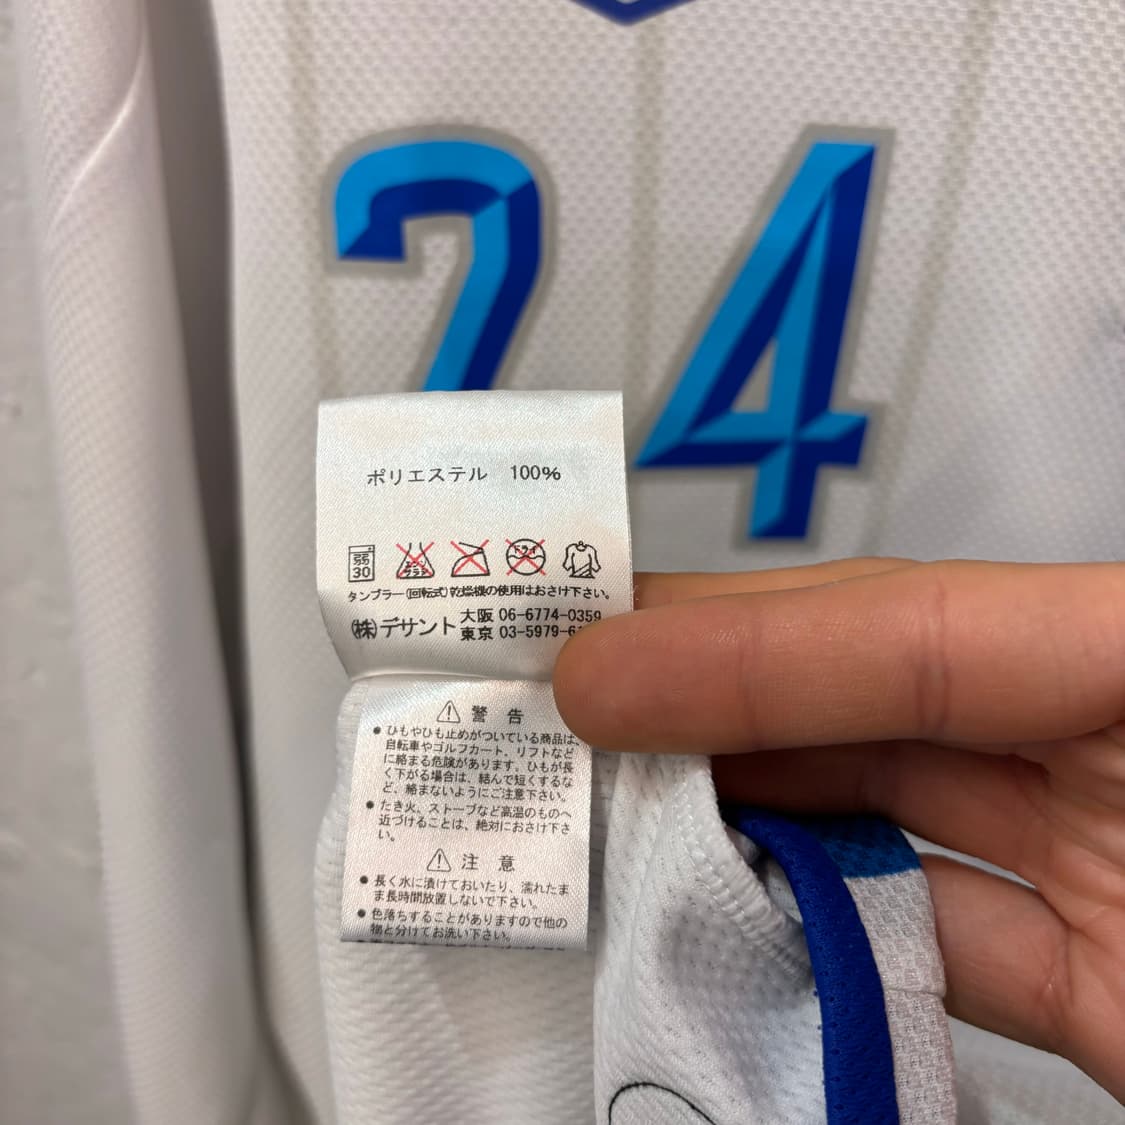 24
ポリエステル 100%
弱
30
ドライ
タンブラー(回転式)乾燥機の使用はおさけ下さい。
(株)デサント 大阪 06-6774-0359
東京 03-5979-6
⚠ 警 告
● ひもやひも止めがついている商品は、
自転車やゴルフカート、リフトなど
に絡まる危険があります。ひもが長
く下がる場合は、結んで短くするな
ど、絡まないようにご注意下さい。
● たき火、ストーブなど高温のものへ
近づけることは、絶対におさけ下さ
い。
⚠ 注 意
● 長く水に漬けておいたり、濡れたま
ま長時間放置しないで下さい。
● 色落ちすることがありますので他の
物と分けてお洗い下さい。